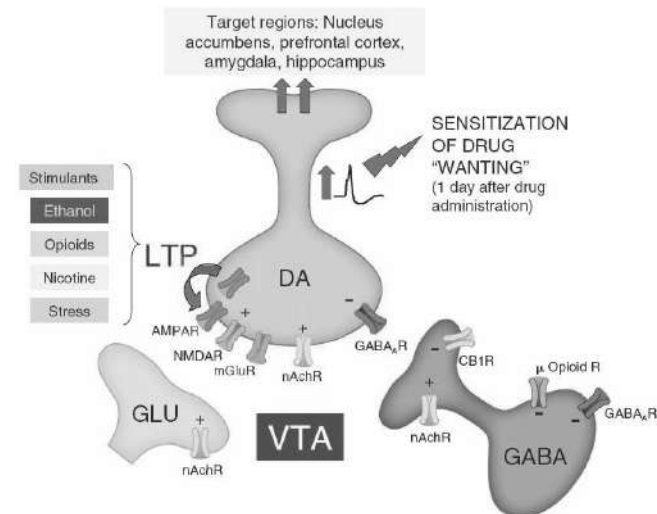 Target regions: Nucleus
accumbens, prefrontal cortex,
amygdala, hippocampus
SENSITIZATION
OF DRUG
“WANTING”
(1 day after drug
administration)
Stimulants
Ethanol
Opioids
Nicotine
Stress
LTP
DA
+
-
AMPAR
NMDAR
mGluR
+
nAchR
GABAAR
GLU
+
nAchR
VTA
-
CB1R
+
nAchR
μ Opioid R
-
-
GABAAR
GABA